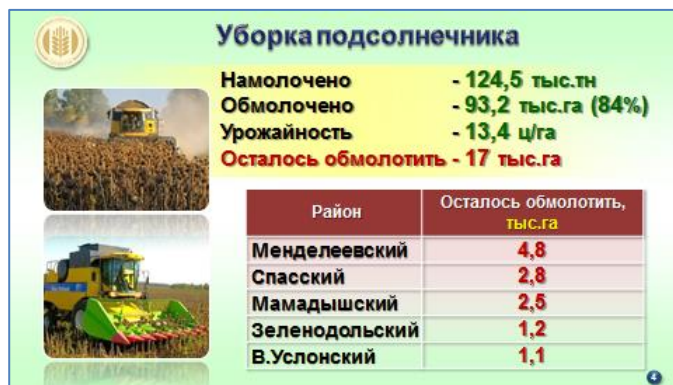 Уборка подсолнечника
Намолочено - 124,5 тыс.тн
Обмолочено - 93,2 тыс.га (84%)
Урожайность - 13,4 ц/га
Осталось обмолотить - 17 тыс.га
Район Осталось обмолотить, тыс.га
Менделеевский 4,8
Спасский 2,8
Мамадышский 2,5
Зеленодольский 1,2
В.Услонский 1,1
4